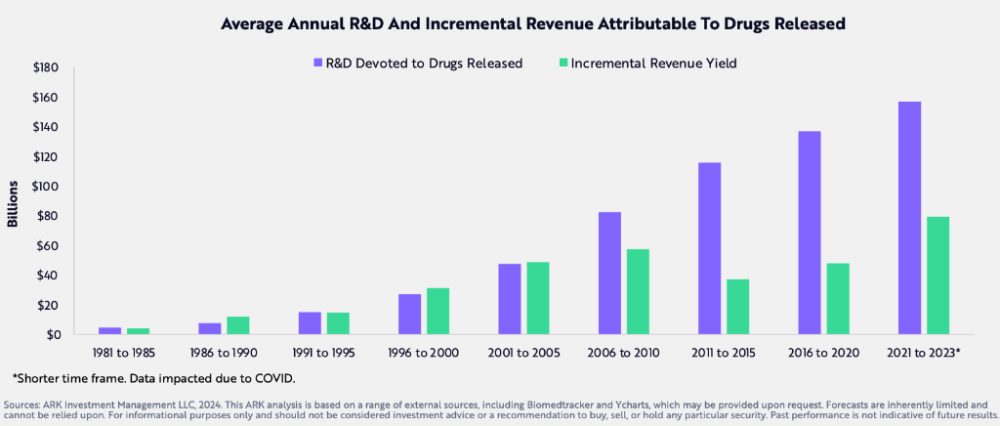 Average Annual R&D And Incremental Revenue Attributable To Drugs Released
R&D Devoted to Drugs Released
Incremental Revenue Yield
Billions
$180
$160
$140
$120
$100
$80
$60
$40
$20
$0
1981 to 1985
1986 to 1990
1991 to 1995
1996 to 2000
2001 to 2005
2006 to 2010
2011 to 2015
2016 to 2020
2021 to 2023*
*Shorter time frame. Data impacted due to COVID.
Sources: ARK Investment Management LLC, 2024. This ARK analysis is based on a range of external sources, including Biomedtracker and Ycharts, which may be provided upon request. Forecasts are inherently limited and
cannot be relied upon. For informational purposes only and should not be considered investment advice or a recommendation to buy, sell, or hold any particular security. Past performance is not indicative of future results.